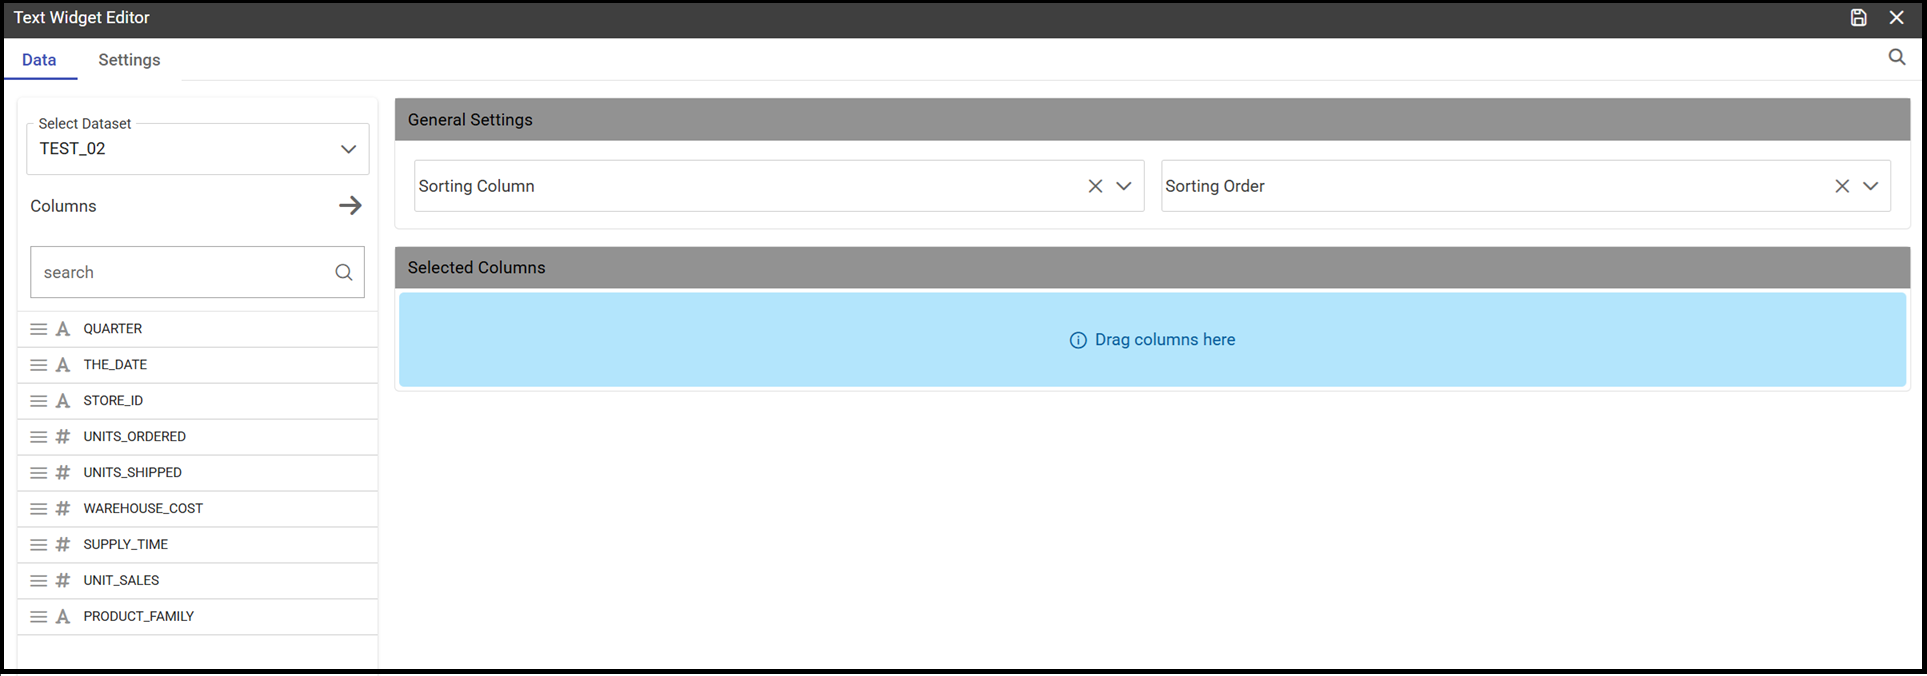 Text Widget Editor
Data
Settings
Select Dataset
TEST_02
Columns
search
QUARTER
THE_DATE
STORE_ID
UNITS_ORDERED
UNITS_SHIPPED
WAREHOUSE_COST
SUPPLY_TIME
UNIT_SALES
PRODUCT_FAMILY
General Settings
Sorting Column
Sorting Order
Selected Columns
Drag columns here